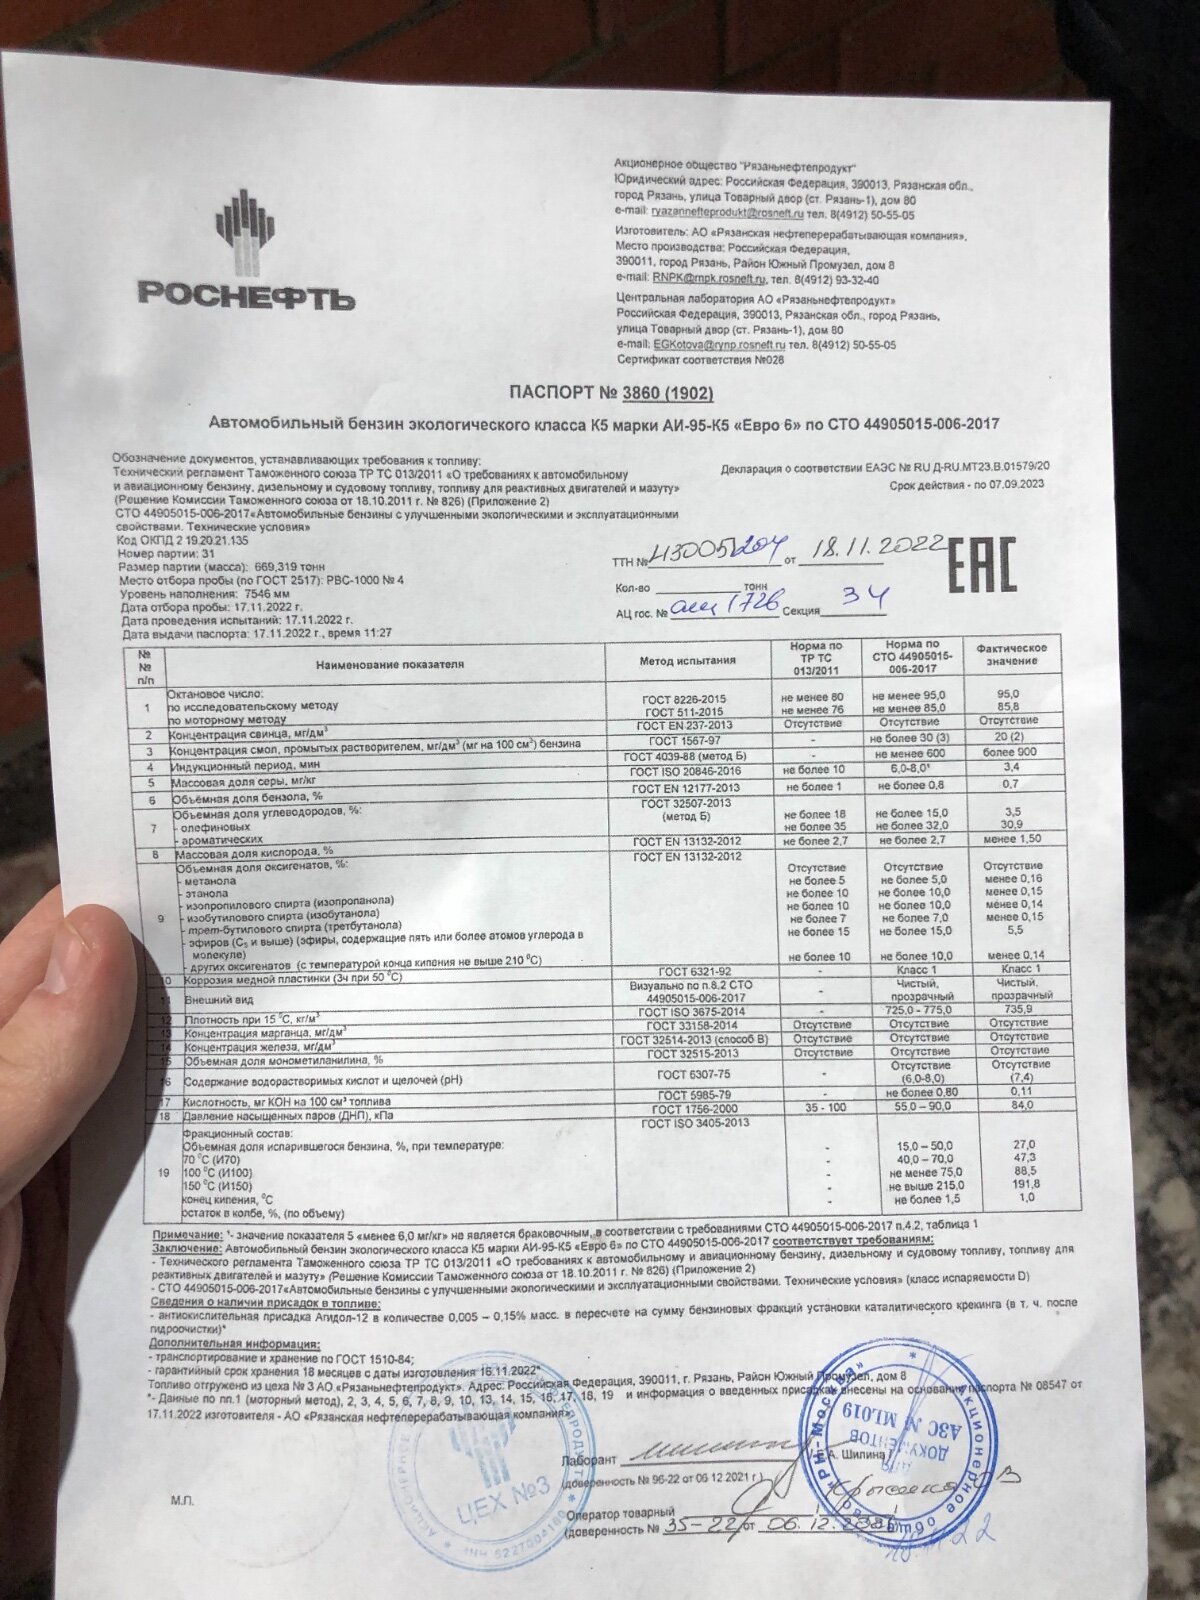 РОСНЕФТЬ
Акционерное общество "Рязаньнефтепродукт"
Юридический адрес: Российская Федерация, 390013, Рязанская обл.,
город Рязань, улица Товарный двор (ст. Рязань-1), дом 80
e-mail: ryazannefteprodukt@rosneft.ru тел. 8(4912) 50-55-05
Изготовитель: АО «Рязанская нефтеперерабатывающая компания»,
Место производства: Российская Федерация,
390011, город Рязань, Район Южный Промузел, дом 8
e-mail: RNPK@rnpk.rosneft.ru, тел. 8(4912) 93-32-40
Центральная лаборатория АО «Рязаньнефтепродукт»
Российская Федерация, 390013, Рязанская обл., город Рязань,
улица Товарный двор (ст. Рязань-1), дом 80
e-mail: EGKotova@rynp.rosneft.ru тел. 8(4912) 50-55-05
Сертификат соответствия №028
ПАСПОРТ № 3860 (1902)
Автомобильный бензин экологического класса К5 марки АИ-95-К5 «Евро 6» по СТО 44905015-006-2017
Обозначение документов, устанавливающих требования к топливу:
Технический регламент Таможенного союза ТР ТС 013/2011 «О требованиях к автомобильному
и авиационному бензину, дизельному и судовому топливу, топливу для реактивных двигателей и мазуту»
(Решение Комиссии Таможенного союза от 18.10.2011 г. № 826) (Приложение 2)
СТО 44905015-006-2017«Автомобильные бензины с улучшенными экологическими и эксплуатационными
свойствами. Технические условия»
Код ОКПД 2 19.20.21.135
Номер партии: 31
Размер партии (масса): 669,319 тонн
Место отбора пробы (по ГОСТ 2517): РВС-1000 № 4
Уровень наполнения: 7546 мм
Дата отбора пробы: 17.11.2022 г.
Дата проведения испытаний: 17.11.2022 г.
Дата выдачи паспорта: 17.11.2022 г., время 11:27
Декларация о соответствии ЕАЭС № RU Д-RU.МТ23.В.01579/20
Срок действия - по 07.09.2023
ТТН № 43005204 от 18.11.2022
EAC
Кол-во тонн
АЦ гос. № 1726 Секция 34
№ № п/п Наименование показателя Метод испытания Норма по ТР ТС 013/2011 Норма по СТО 44905015-006-2017 Фактическое значение
1 Октановое число:
по исследовательскому методу ГОСТ 8226-2015 не менее 80 не менее 95,0 95,0
по моторному методу ГОСТ 511-2015 не менее 76 не менее 85,0 85,8
2 Концентрация свинца, мг/дм³ ГОСТ EN 237-2013 Отсутствие Отсутствие Отсутствие
3 Концентрация смол, промытых растворителем, мг/дм³ (мг на 100 см³) бензина ГОСТ 1567-97 - не более 30 (3) 20 (2)
4 Индукционный период, мин ГОСТ 4039-88 (метод Б) - не менее 600 более 900
5 Массовая доля серы, мг/кг ГОСТ ISO 20846-2016 не более 10 6,0-8,0¹ 3,4
6 Объёмная доля бензола, % ГОСТ EN 12177-2013 не более 1 не более 0,8 0,7
7 Объемная доля углеводородов, %: ГОСТ 32507-2013 (метод Б)
- олефиновых не более 18 не более 15,0 3,5
- ароматических не более 35 не более 32,0 30,9
8 Массовая доля кислорода, % ГОСТ EN 13132-2012 не более 2,7 не более 2,7 менее 1,50
9 Объемная доля оксигенатов, %: ГОСТ EN 13132-2012
- метанола Отсутствие Отсутствие Отсутствие
- этанола не более 5 не более 5,0 менее 0,16
- изопропилового спирта (изопропанола) не более 10 не более 10,0 менее 0,15
- изобутилового спирта (изобутанола) не более 10 не более 10,0 менее 0,14
- трет-бутилового спирта (третбутанола) не более 7 не более 7,0 менее 0,15
- эфиров (С₅ и выше) (эфиры, содержащие пять или более атомов углерода в молекуле) не более 15 не более 15,0 5,5
- других оксигенатов (с температурой конца кипения не выше 210 °С) не более 10 не более 10,0 менее 0,14
10 Коррозия медной пластинки (3ч при 50 °С) ГОСТ 6321-92 - Класс 1 Класс 1
11 Внешний вид Визуально по п.8.2 СТО 44905015-006-2017 - Чистый, прозрачный Чистый, прозрачный
12 Плотность при 15 °С, кг/м³ ГОСТ ISO 3675-2014 - 725,0 - 775,0 735,9
13 Концентрация марганца, мг/дм³ ГОСТ 33158-2014 Отсутствие Отсутствие Отсутствие
14 Концентрация железа, мг/дм³ ГОСТ 32514-2013 (способ В) Отсутствие Отсутствие Отсутствие
15 Объемная доля монометиланилина, % ГОСТ 32515-2013 Отсутствие Отсутствие Отсутствие
16 Содержание водорастворимых кислот и щелочей (рН) ГОСТ 6307-75 - Отсутствие (6,0-8,0) Отсутствие (7,4)
17 Кислотность, мг КОН на 100 см³ топлива ГОСТ 5985-79 - не более 0,80 0,11
18 Давление насыщенных паров (ДНП), кПа ГОСТ 1756-2000 35 - 100 55,0 – 90,0 84,0
19 Фракционный состав: ГОСТ ISO 3405-2013
Объемная доля испарившегося бензина, %, при температуре:
70 °С (И70) - 15,0 – 50,0 27,0
100 °С (И100) - 40,0 – 70,0 47,3
150 °С (И150) - не менее 75,0 88,5
конец кипения, °С - не выше 215,0 191,8
остаток в колбе, %, (по объему) - не более 1,5 1,0
Примечание: ¹- значение показателя 5 «менее 6,0 мг/кг» не является браковочным, в соответствии с требованиями СТО 44905015-006-2017 п.4.2, таблица 1
Заключение: Автомобильный бензин экологического класса К5 марки АИ-95-К5 «Евро 6» по СТО 44905015-006-2017 соответствует требованиям:
- Технического регламента Таможенного союза ТР ТС 013/2011 «О требованиях к автомобильному и авиационному бензину, дизельному и судовому топливу, топливу для
реактивных двигателей и мазуту» (Решение Комиссии Таможенного союза от 18.10.2011 г. № 826) (Приложение 2)
- СТО 44905015-006-2017«Автомобильные бензины с улучшенными экологическими и эксплуатационными свойствами. Технические условия» (класс испаряемости D)
Сведения о наличии присадок в топливе:
- антиокислительная присадка Агидол-12 в количестве 0,005 – 0,15% масс. в пересчете на сумму бензиновых фракций установки каталитического крекинга (в т. ч. после
гидроочистки)*
Дополнительная информация:
- транспортирование и хранение по ГОСТ 1510-84;
- гарантийный срок хранения 18 месяцев с даты изготовления 16.11.2022*
Топливо отгружено из цеха № 3 АО «Рязаньнефтепродукт». Адрес: Российская Федерация, 390011, г. Рязань, Район Южный Промузел, дом 8
*- Данные по пп.1 (моторный метод), 2, 3, 4, 5, 6, 7, 8, 9, 10, 13, 14, 15, 16, 17, 18, 19 и информация о введенных присадках внесены на основании паспорта № 08547 от
17.11.2022 изготовителя - АО «Рязанская нефтеперерабатывающая компания»
Лаборант А. Шилина
(доверенность № 96-22 от 06.12.2021 г.)
Оператор товарный
(доверенность № 35-22 от 06.12.2021
М.П.
ЦЕХ №3
"РН-Москва"
Акционерное общество
ДЛЯ ДОКУМЕНТОВ
АЗС № ML019